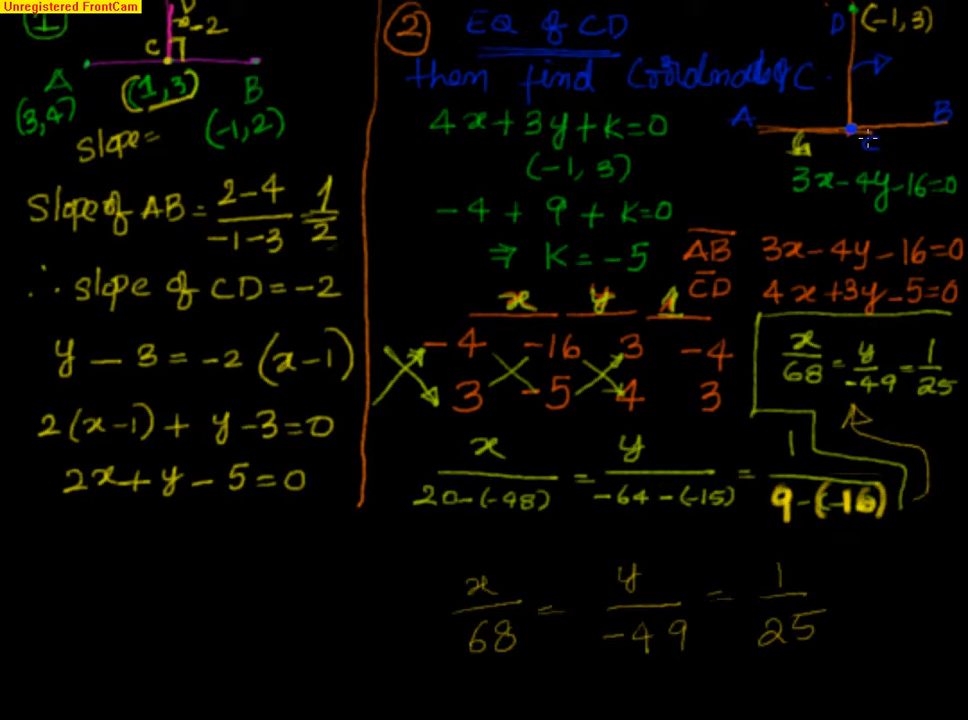 Unregistered FrontCam
1
D
-2
C
A
B
(3,4)
(1,3)
(-1,2)
Slope=
Slope of AB = 2-4 / -1-3 1/2
∴ slope of CD = -2
y - 3 = -2 (x-1)
2(x-1) + y-3=0
2x+y-5=0
2 EQ of CD
then find Coordinates of C.
D (-1,3)
A B
C
3x-4y-16=0
4x+3y+k=0
(-1, 3)
-4 + 9 + k=0
⇒ K = -5
AB 3x-4y-16=0
CD 4x+3y-5=0
x y 1
-4 -16 3 -4
3 -5 4 3
x/68 = y/-49 = 1/25
x / 20-(-48) = y / -64-(-15) = 1 / 9-(-16)
x/68 = y/-49 = 1/25